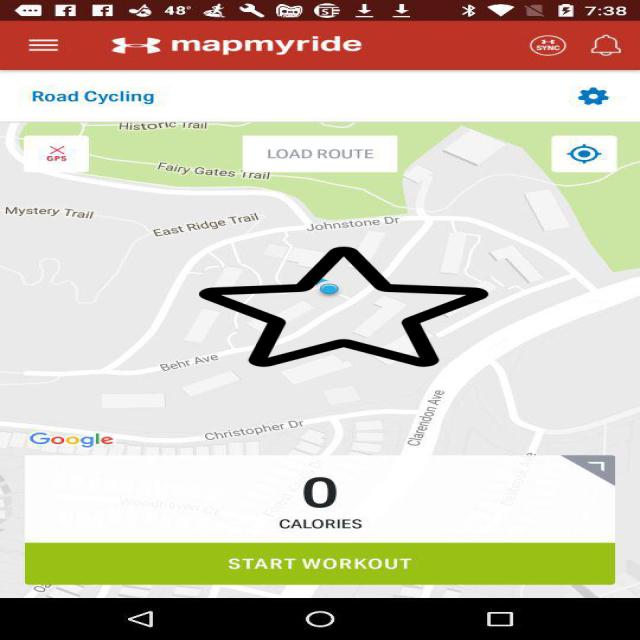 48° 7:38
mapmyride SYNC
Road Cycling
Historic Trail
GPS LOAD ROUTE
Fairy Gates Trail
Mystery Trail
East Ridge Trail Johnstone Dr
Behr Ave
Clarendon Ave
Christopher Dr
Google
0
CALORIES
START WORKOUT